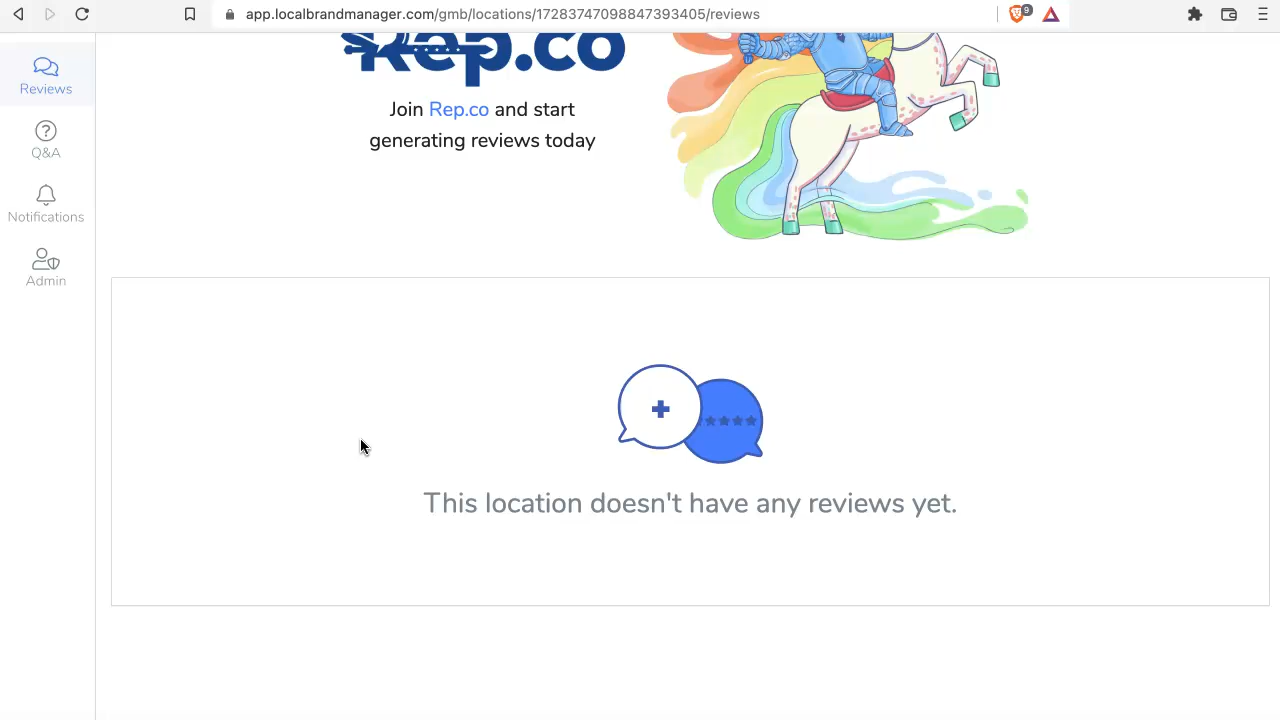 app.localbrandmanager.com/gmb/locations/17283747098847393405/reviews
9
Reviews
Q&A
Notifications
Admin
Rep.co
Join Rep.co and start
generating reviews today
This location doesn't have any reviews yet.